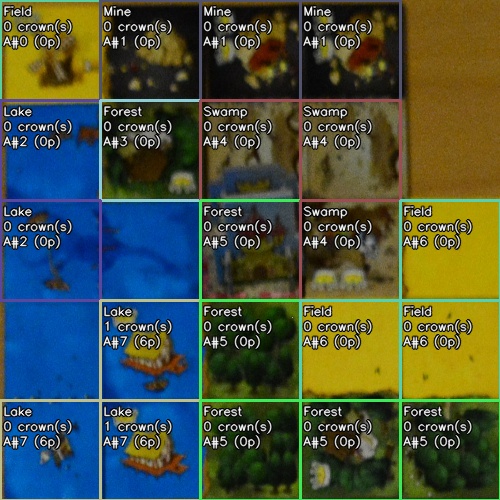 Field
0 crown(s)
A#0 (0p)
Mine
0 crown(s)
A#1 (0p)
Mine
0 crown(s)
A#1 (0p)
Mine
0 crown(s)
A#1 (0p)
Lake
0 crown(s)
A#2 (0p)
Forest
0 crown(s)
A#3 (0p)
Swamp
0 crown(s)
A#4 (0p)
Swamp
0 crown(s)
A#4 (0p)
Lake
0 crown(s)
A#2 (0p)
Forest
0 crown(s)
A#5 (0p)
Swamp
0 crown(s)
A#4 (0p)
Field
0 crown(s)
A#6 (0p)
Lake
1 crown(s)
A#7 (6p)
Forest
0 crown(s)
A#5 (0p)
Field
0 crown(s)
A#6 (0p)
Field
0 crown(s)
A#6 (0p)
Lake
0 crown(s)
A#7 (6p)
Lake
1 crown(s)
A#7 (6p)
Forest
0 crown(s)
A#5 (0p)
Forest
0 crown(s)
A#5 (0p)
Forest
0 crown(s)
A#5 (0p)